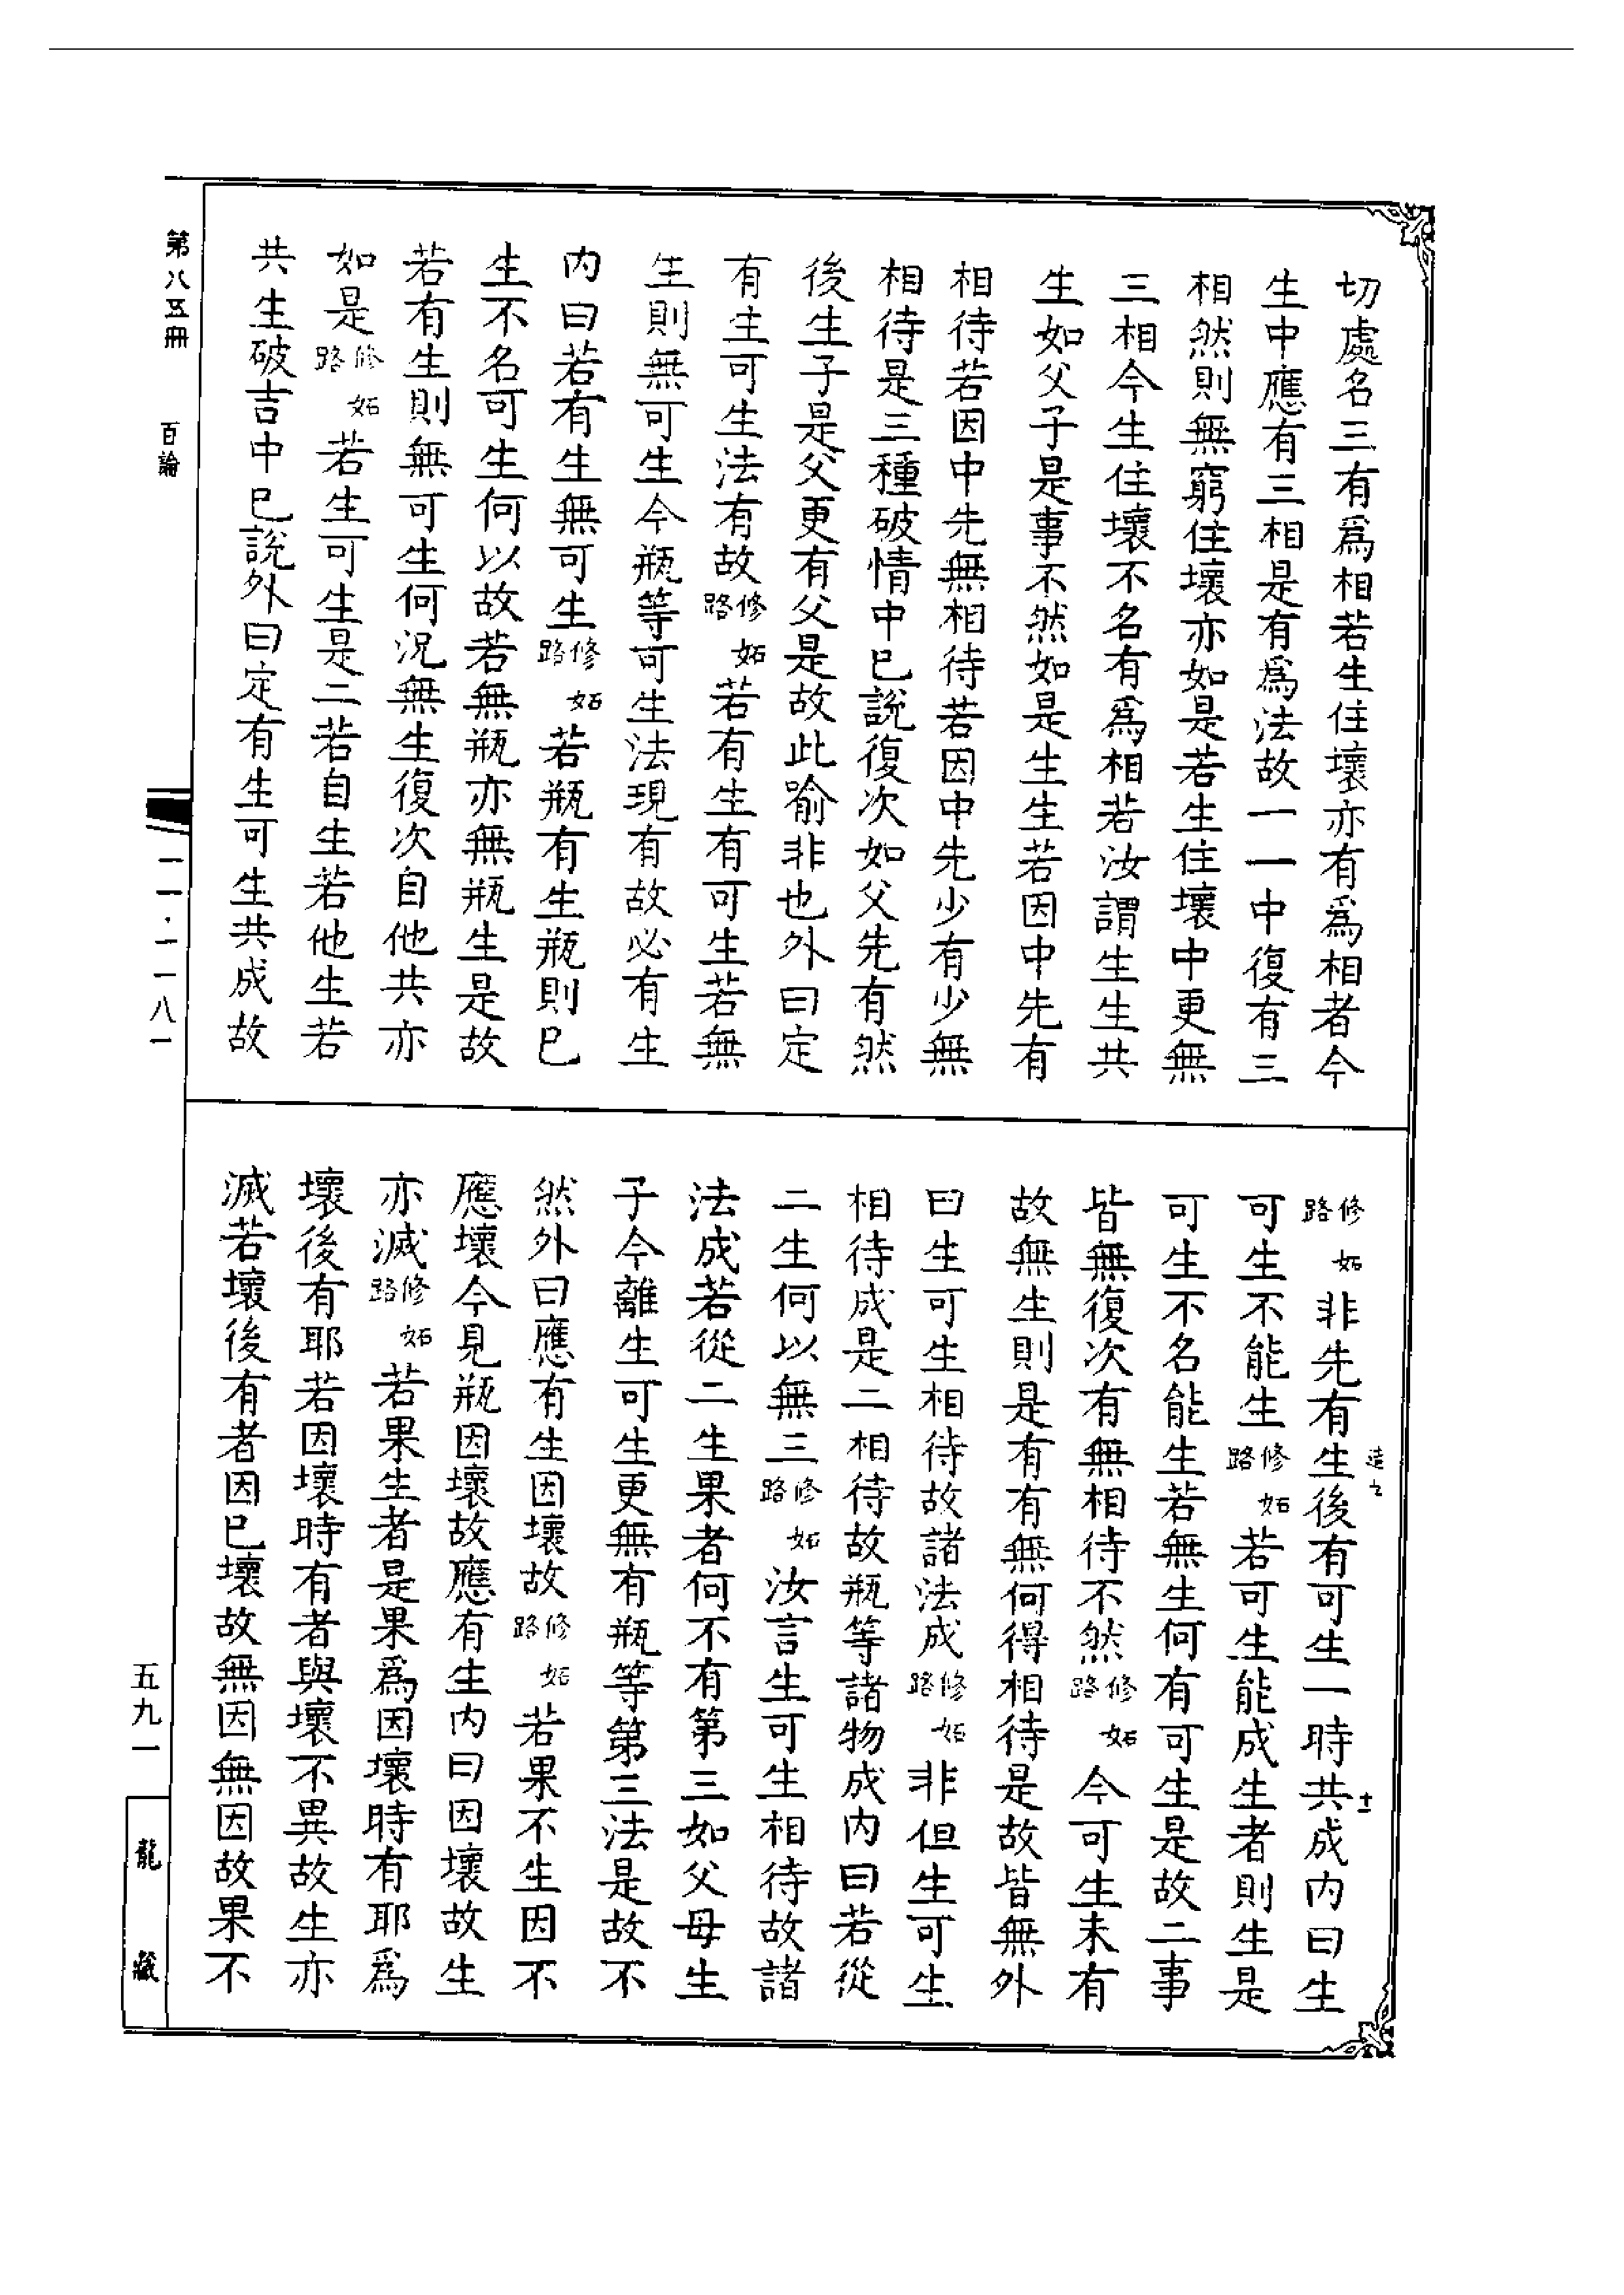 切處名三有爲相若生住壞亦有爲相者今
生中應有三相是有爲法故一一中復有三
相然則無窮住壞亦如是若生住壞中更無
三相今生住壞不名有爲相若汝謂生生共
生如父子是事不然如是生生若因中先有
相待若因中先無相待若因中先少有少無
相待是三種破情中已說復次如父先有然
後生子是父更有父是故此喻非也外曰定
有生可生法有故修妬路若有生有可生若無
生則無可生今瓶等可生法現有故必有生
內曰若有生無可生修妬路若瓶有生瓶則已
生不名可生何以故若無瓶亦無瓶生是故
若有生則無可生何況無生復次自他共亦
如是修妬路若生可生是二若自生若他生若
共生破吉中已說外曰定有生可生共成故
修妬路非先有生後有可生一時共成內曰生
可生不能生修妬路若可生能成生者則生是
可生不名能生若無生何有可生是故二事
皆無復次有無相待不然修妬路今可生未有
故無生則是有有無何得相待是故皆無外
曰生可生相待故諸法成修妬路非但生可生
相待成是二相待故瓶等諸物成內曰若從
二生何以無三修妬路汝言生可生相待故諸
法成若從二生果者何不有第三如父母生
子今離生可生更無有瓶等第三法是故不
然外曰應有生因壞故修妬路若果不生因不
應壞今見瓶因壞故應有生內曰因壞故生
亦滅修妬路若果生者是果爲因壞時有耶爲
壞後有耶若因壞時有者與壞不異故生亦
滅若壞後有者因已壞故無因無因故果不
第八五冊
百論
一一·一一八一
五九一
龍藏
十二